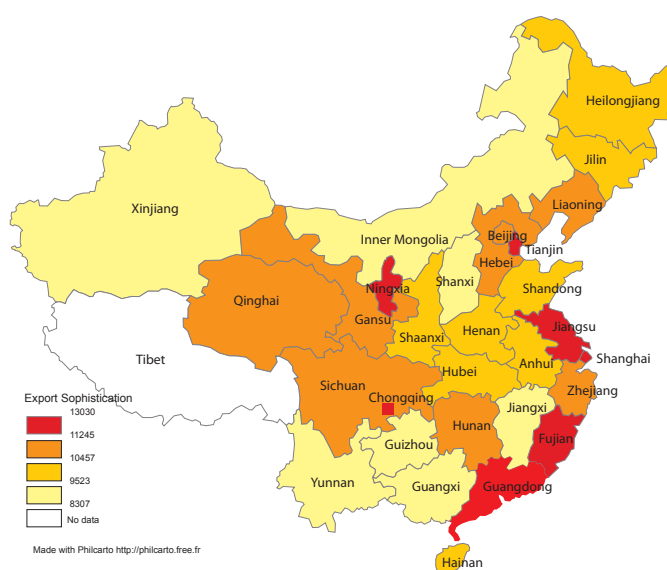 Heilongjiang
Jilin
Xinjiang
Liaoning
Beijing
Inner Mongolia
Tianjin
Hebei
Shanxi
Ningxia
Shandong
Qinghai
Gansu
Jiangsu
Henan
Shaanxi
Tibet
Shanghai
Anhui
Hubei
Sichuan
Zhejiang
Chongqing
Export Sophistication
Jiangxi
13030
Hunan
11245
Fujian
Guizhou
10457
Yunnan
Guangxi
Guangdong
9523
8307
No data
Made with Philcarto http://philcarto.free.fr
Hainan